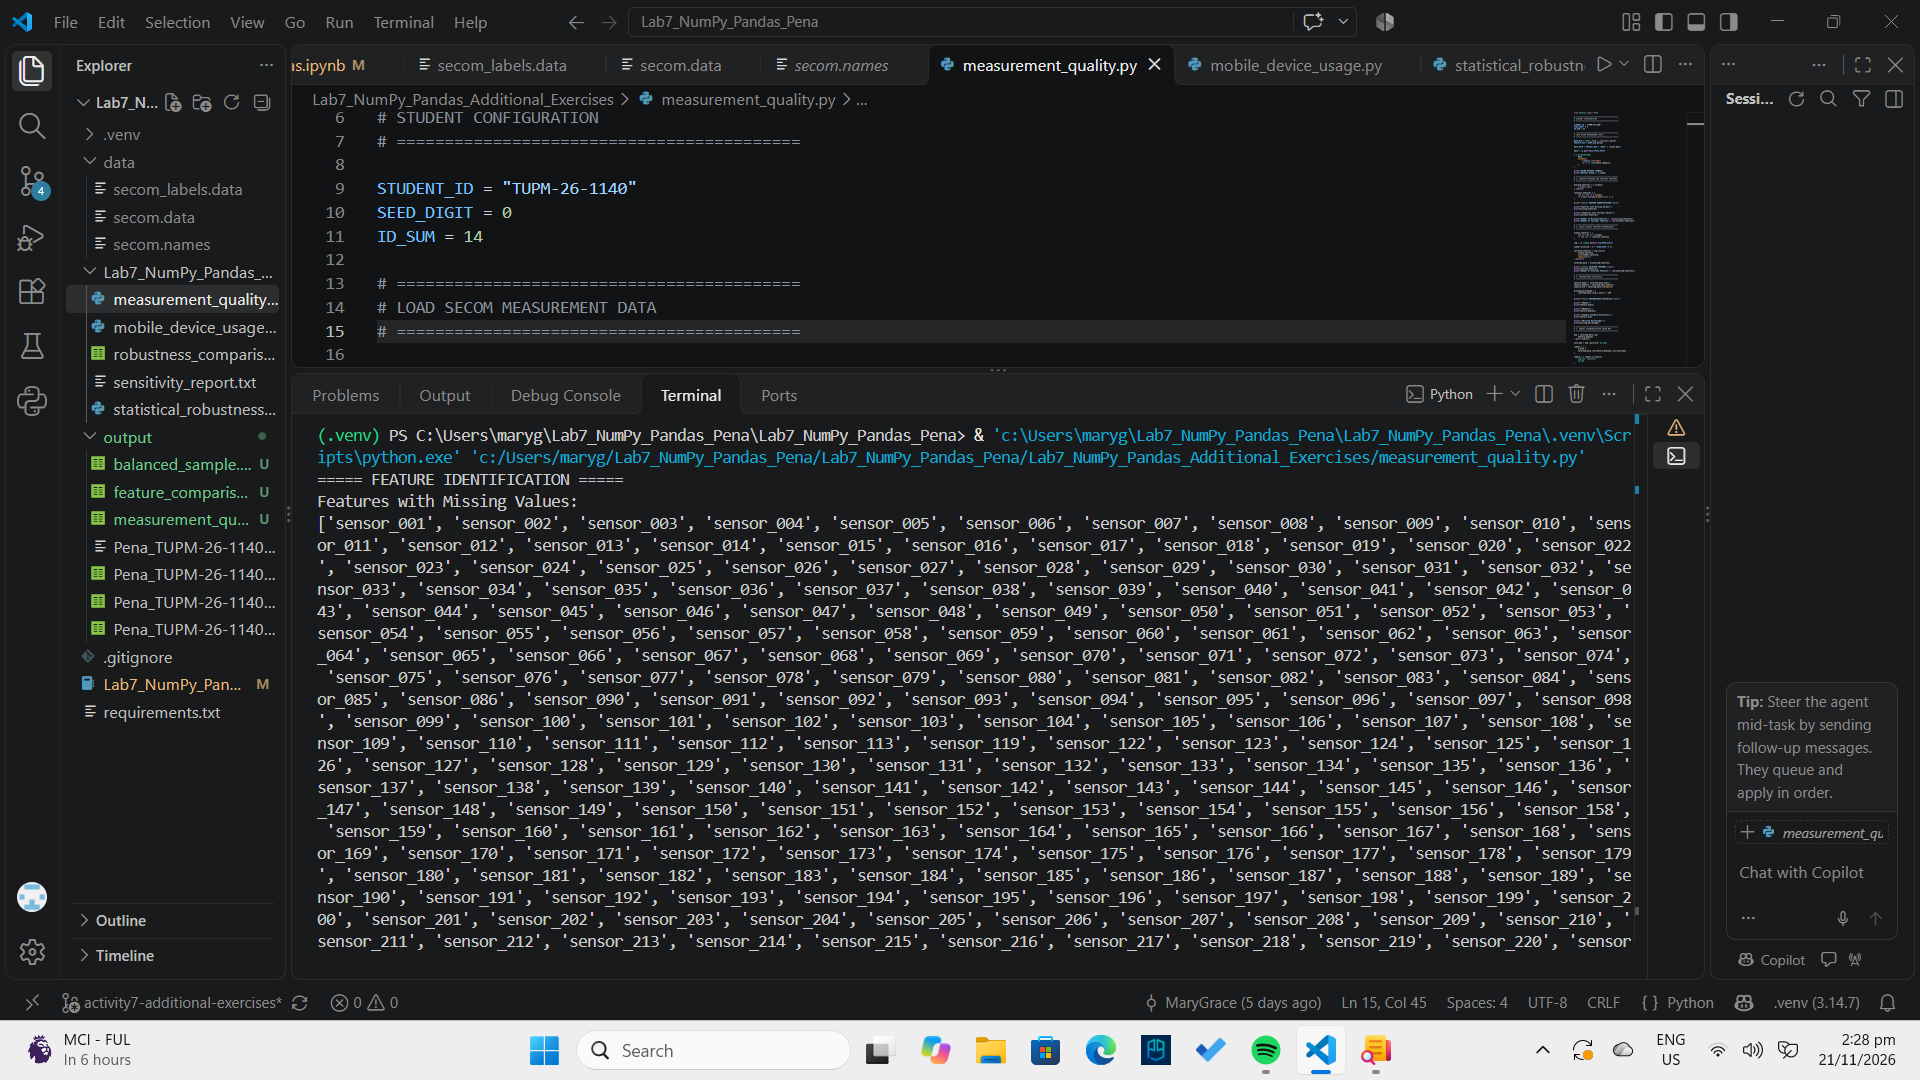 File Edit Selection View Go Run Terminal Help
Lab7_NumPy_Pandas_Pena
Explorer
Lab7_N...
.venv
data
secom_labels.data
secom.data
secom.names
Lab7_NumPy_Pandas_...
measurement_quality...
mobile_device_usage...
robustness_comparis...
sensitivity_report.txt
statistical_robustness...
output
balanced_sample.... U
feature_comparis... U
measurement_qu... U
Pena_TUPM-26-1140...
Pena_TUPM-26-1140...
Pena_TUPM-26-1140...
Pena_TUPM-26-1140...
.gitignore
Lab7_NumPy_Pan... M
requirements.txt
Outline
Timeline
as.ipynb M
secom_labels.data
secom.data
secom.names
measurement_quality.py
mobile_device_usage.py
statistical_robustn
Lab7_NumPy_Pandas_Additional_Exercises > measurement_quality.py > ...
6 # STUDENT CONFIGURATION
7 # ==========================================
8
9 STUDENT_ID = "TUPM-26-1140"
10 SEED_DIGIT = 0
11 ID_SUM = 14
12
13 # ==========================================
14 # LOAD SECOM MEASUREMENT DATA
15 # ==========================================
16
Problems Output Debug Console Terminal Ports
Python
(.venv) PS C:\Users\maryg\Lab7_NumPy_Pandas_Pena\Lab7_NumPy_Pandas_Pena> & 'c:\Users\maryg\Lab7_NumPy_Pandas_Pena\Lab7_NumPy_Pandas_Pena\.venv\Scr
ipts\python.exe' 'c:/Users/maryg/Lab7_NumPy_Pandas_Pena/Lab7_NumPy_Pandas_Pena/Lab7_NumPy_Pandas_Additional_Exercises/measurement_quality.py'
===== FEATURE IDENTIFICATION =====
Features with Missing Values:
['sensor_001', 'sensor_002', 'sensor_003', 'sensor_004', 'sensor_005', 'sensor_006', 'sensor_007', 'sensor_008', 'sensor_009', 'sensor_010', 'sens
or_011', 'sensor_012', 'sensor_013', 'sensor_014', 'sensor_015', 'sensor_016', 'sensor_017', 'sensor_018', 'sensor_019', 'sensor_020', 'sensor_022
', 'sensor_023', 'sensor_024', 'sensor_025', 'sensor_026', 'sensor_027', 'sensor_028', 'sensor_029', 'sensor_030', 'sensor_031', 'sensor_032', 'se
nsor_033', 'sensor_034', 'sensor_035', 'sensor_036', 'sensor_037', 'sensor_038', 'sensor_039', 'sensor_040', 'sensor_041', 'sensor_042', 'sensor_0
43', 'sensor_044', 'sensor_045', 'sensor_046', 'sensor_047', 'sensor_048', 'sensor_049', 'sensor_050', 'sensor_051', 'sensor_052', 'sensor_053', '
sensor_054', 'sensor_055', 'sensor_056', 'sensor_057', 'sensor_058', 'sensor_059', 'sensor_060', 'sensor_061', 'sensor_062', 'sensor_063', 'sensor
_064', 'sensor_065', 'sensor_066', 'sensor_067', 'sensor_068', 'sensor_069', 'sensor_070', 'sensor_071', 'sensor_072', 'sensor_073', 'sensor_074',
'sensor_075', 'sensor_076', 'sensor_077', 'sensor_078', 'sensor_079', 'sensor_080', 'sensor_081', 'sensor_082', 'sensor_083', 'sensor_084', 'sens
or_085', 'sensor_086', 'sensor_090', 'sensor_091', 'sensor_092', 'sensor_093', 'sensor_094', 'sensor_095', 'sensor_096', 'sensor_097', 'sensor_098
', 'sensor_099', 'sensor_100', 'sensor_101', 'sensor_102', 'sensor_103', 'sensor_104', 'sensor_105', 'sensor_106', 'sensor_107', 'sensor_108', 'se
nsor_109', 'sensor_110', 'sensor_111', 'sensor_112', 'sensor_113', 'sensor_119', 'sensor_122', 'sensor_123', 'sensor_124', 'sensor_125', 'sensor_1
26', 'sensor_127', 'sensor_128', 'sensor_129', 'sensor_130', 'sensor_131', 'sensor_132', 'sensor_133', 'sensor_134', 'sensor_135', 'sensor_136', '
sensor_137', 'sensor_138', 'sensor_139', 'sensor_140', 'sensor_141', 'sensor_142', 'sensor_143', 'sensor_144', 'sensor_145', 'sensor_146', 'sensor
_147', 'sensor_148', 'sensor_149', 'sensor_150', 'sensor_151', 'sensor_152', 'sensor_153', 'sensor_154', 'sensor_155', 'sensor_156', 'sensor_158',
'sensor_159', 'sensor_160', 'sensor_161', 'sensor_162', 'sensor_163', 'sensor_164', 'sensor_165', 'sensor_166', 'sensor_167', 'sensor_168', 'sens
or_169', 'sensor_170', 'sensor_171', 'sensor_172', 'sensor_173', 'sensor_174', 'sensor_175', 'sensor_176', 'sensor_177', 'sensor_178', 'sensor_179
', 'sensor_180', 'sensor_181', 'sensor_182', 'sensor_183', 'sensor_184', 'sensor_185', 'sensor_186', 'sensor_187', 'sensor_188', 'sensor_189', 'se
nsor_190', 'sensor_191', 'sensor_192', 'sensor_193', 'sensor_194', 'sensor_195', 'sensor_196', 'sensor_197', 'sensor_198', 'sensor_199', 'sensor_2
00', 'sensor_201', 'sensor_202', 'sensor_203', 'sensor_204', 'sensor_205', 'sensor_206', 'sensor_207', 'sensor_208', 'sensor_209', 'sensor_210', '
sensor_211', 'sensor_212', 'sensor_213', 'sensor_214', 'sensor_215', 'sensor_216', 'sensor_217', 'sensor_218', 'sensor_219', 'sensor_220', 'sensor
Sessi...
Tip: Steer the agent
mid-task by sending
follow-up messages.
They queue and
apply in order.
measurement_qu
Chat with Copilot
Copilot
4
activity7-additional-exercises* 0 0
MaryGrace (5 days ago) Ln 15, Col 45 Spaces: 4 UTF-8 CRLF { } Python .venv (3.14.7)
MCI - FUL
In 6 hours
Search
ENG
US
2:28 pm
21/11/2026